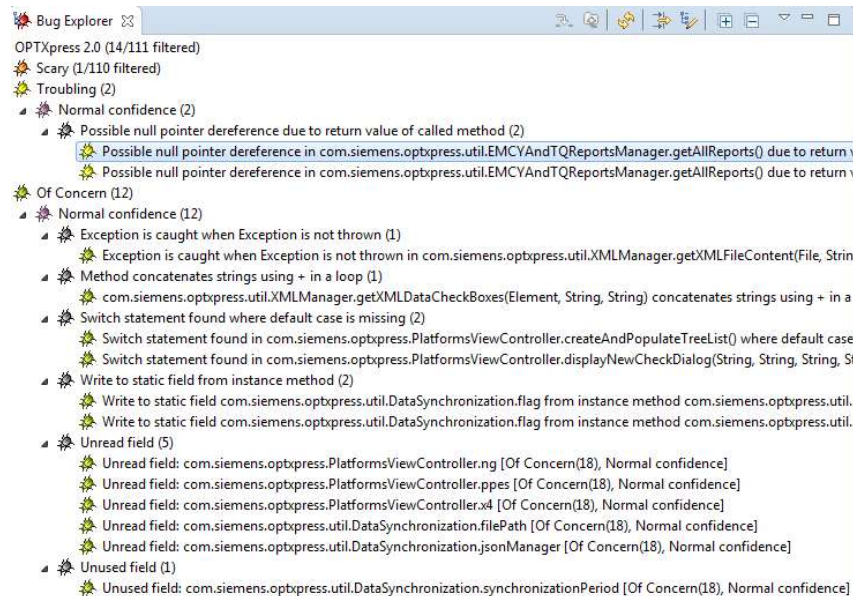 Bug Explorer
OPTXpress 2.0 (14/111 filtered)
Scary (1/110 filtered)
Troubling (2)
Normal confidence (2)
Possible null pointer dereference due to return value of called method (2)
Possible null pointer dereference in com.siemens.optxpress.util.EMCYAndTQReportsManager.getAllReports() due to return
Possible null pointer dereference in com.siemens.optxpress.util.EMCYAndTQReportsManager.getAllReports() due to return
Of Concern (12)
Normal confidence (12)
Exception is caught when Exception is not thrown (1)
Exception is caught when Exception is not thrown in com.siemens.optxpress.util.XMLManager.getXMLFileContent(File, Strin
Method concatenates strings using + in a loop (1)
com.siemens.optxpress.util.XMLManager.getXMLDataCheckBoxes(Element, String, String) concatenates strings using + in a
Switch statement found where default case is missing (2)
Switch statement found in com.siemens.optxpress.PlatformsViewController.createAndPopulateTreeList() where default case
Switch statement found in com.siemens.optxpress.PlatformsViewController.displayNewCheckDialog(String, String, String, St
Write to static field from instance method (2)
Write to static field com.siemens.optxpress.util.DataSynchronization.flag from instance method com.siemens.optxpress.util.
Write to static field com.siemens.optxpress.util.DataSynchronization.flag from instance method com.siemens.optxpress.util.
Unread field (5)
Unread field: com.siemens.optxpress.PlatformsViewController.ng [Of Concern(18), Normal confidence]
Unread field: com.siemens.optxpress.PlatformsViewController.ppes [Of Concern(18), Normal confidence]
Unread field: com.siemens.optxpress.PlatformsViewController.x4 [Of Concern(18), Normal confidence]
Unread field: com.siemens.optxpress.util.DataSynchronization.filePath [Of Concern(18), Normal confidence]
Unread field: com.siemens.optxpress.util.DataSynchronization.jsonManager [Of Concern(18), Normal confidence]
Unused field (1)
Unused field: com.siemens.optxpress.util.DataSynchronization.synchronizationPeriod [Of Concern(18), Normal confidence]